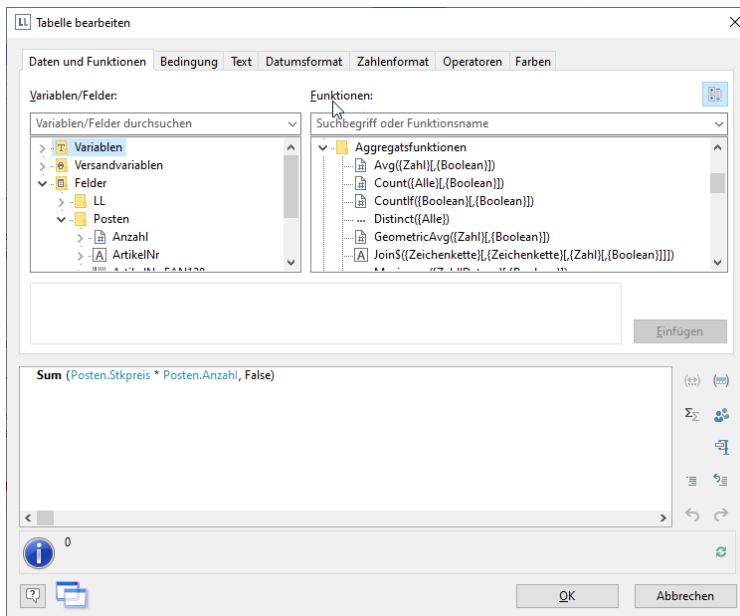 LL Tabelle bearbeiten
Daten und Funktionen Bedingung Text Datumsformat Zahlenformat Operatoren Farben
Variablen/Felder: Funktionen:
Variablen/Felder durchsuchen Suchbegriff oder Funktionsname
Variablen Aggregatsfunktionen
Versandvariablen Avg({Zahl}[,{Boolean}])
Felder Count({Alle}[,{Boolean}])
LL CountIf({Boolean}[,{Boolean}])
Posten Distinct({Alle})
Anzahl GeometricAvg({Zahl}[,{Boolean}])
ArtikelNr Join$({Zeichenkette}[,{Zeichenkette}[,{Zahl}[,{Boolean}]]])
Einfügen
Sum (Posten.Stkpreis * Posten.Anzahl, False)
0
OK Abbrechen